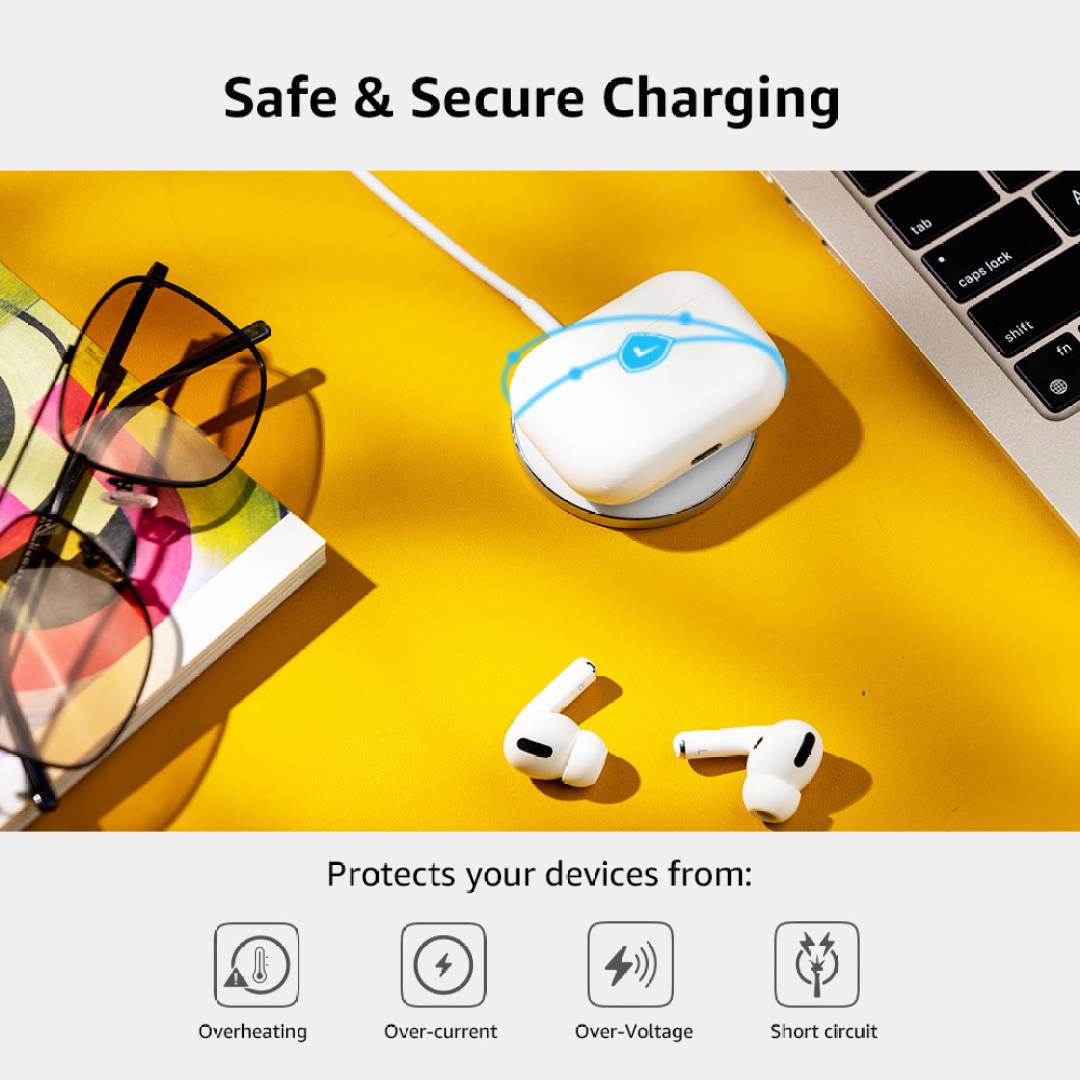 Safe & Secure Charging
tab
caps lock
A
shift
fn
L
Protects your devices from:
Overheating
Over-current
Over-Voltage
Short circuit